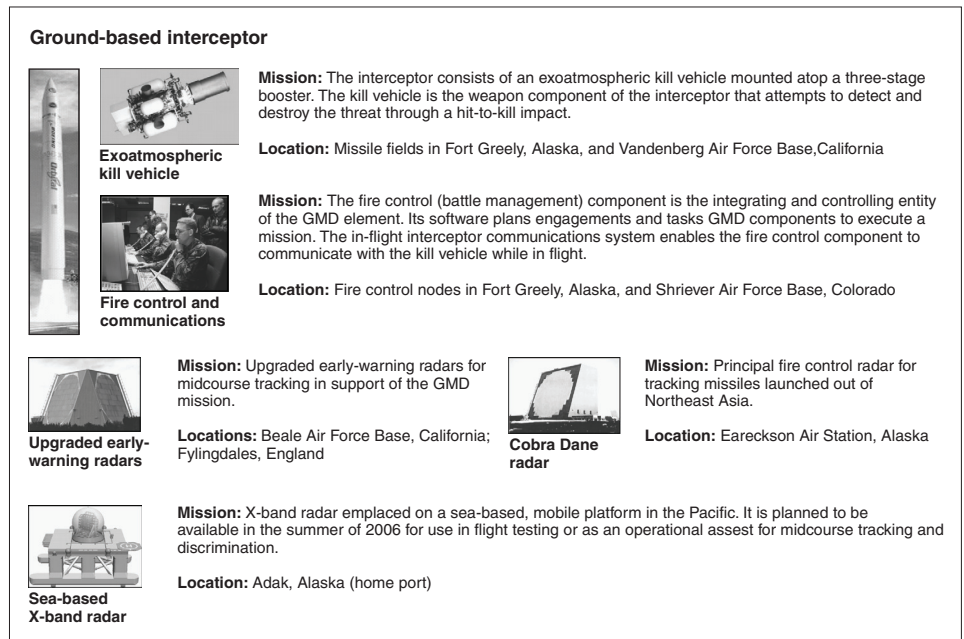 Ground-based interceptor
Mission: The interceptor consists of an exoatmospheric kill vehicle mounted atop a three-stage
booster. The kill vehicle is the weapon component of the interceptor that attempts to detect and
destroy the threat through a hit-to-kill impact.
Location: Missile fields in Fort Greely, Alaska, and Vandenberg Air Force Base,California
Exoatmospheric
kill vehicle
Mission: The fire control (battle management) component is the integrating and controlling entity
of the GMD element. Its software plans engagements and tasks GMD components to execute a
mission. The in-flight interceptor communications system enables the fire control component to
communicate with the kill vehicle while in flight.
Location: Fire control nodes in Fort Greely, Alaska, and Shriever Air Force Base, Colorado
Fire control and
communications
Mission: Upgraded early-warning radars for
midcourse tracking in support of the GMD
mission.
Locations: Beale Air Force Base, California;
Fylingdales, England
Upgraded early-
warning radars
Mission: Principal fire control radar for
tracking missiles launched out of
Northeast Asia.
Location: Eareckson Air Station, Alaska
Cobra Dane
radar
Mission: X-band radar emplaced on a sea-based, mobile platform in the Pacific. It is planned to be
available in the summer of 2006 for use in flight testing or as an operational assest for midcourse tracking and
discrimination.
Location: Adak, Alaska (home port)
Sea-based
X-band radar